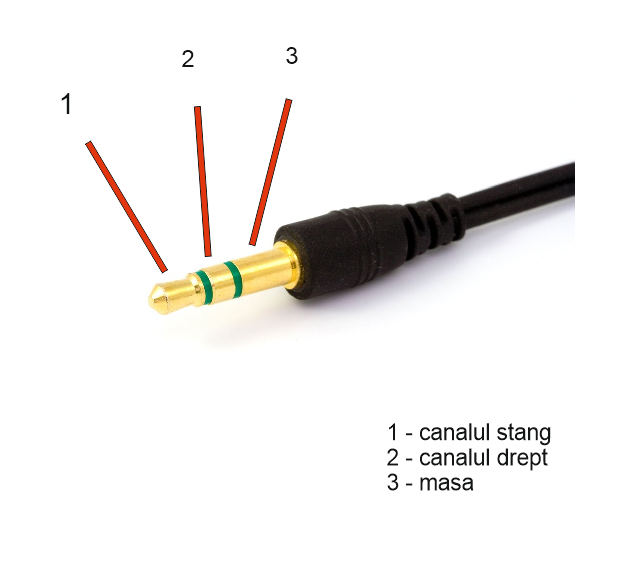 1
2
3
1 - canalul stang
2 - canalul drept
3 - masa